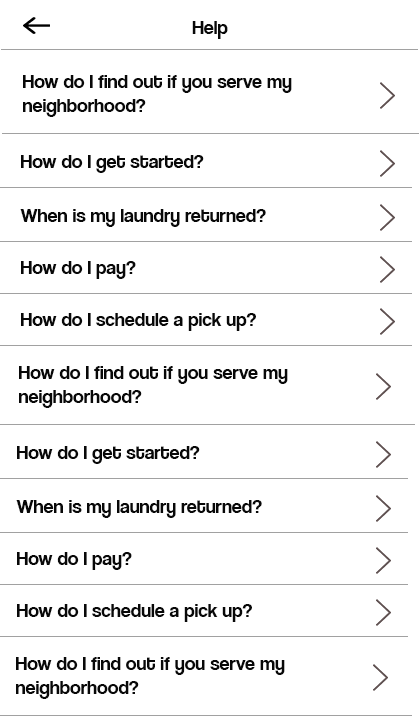 Help
How do I find out if you serve my
neighborhood?
How do I get started?
When is my laundry returned?
How do I pay?
How do I schedule a pick up?
How do I find out if you serve my
neighborhood?
How do I get started?
When is my laundry returned?
How do I pay?
How do I schedule a pick up?
How do I find out if you serve my
neighborhood?